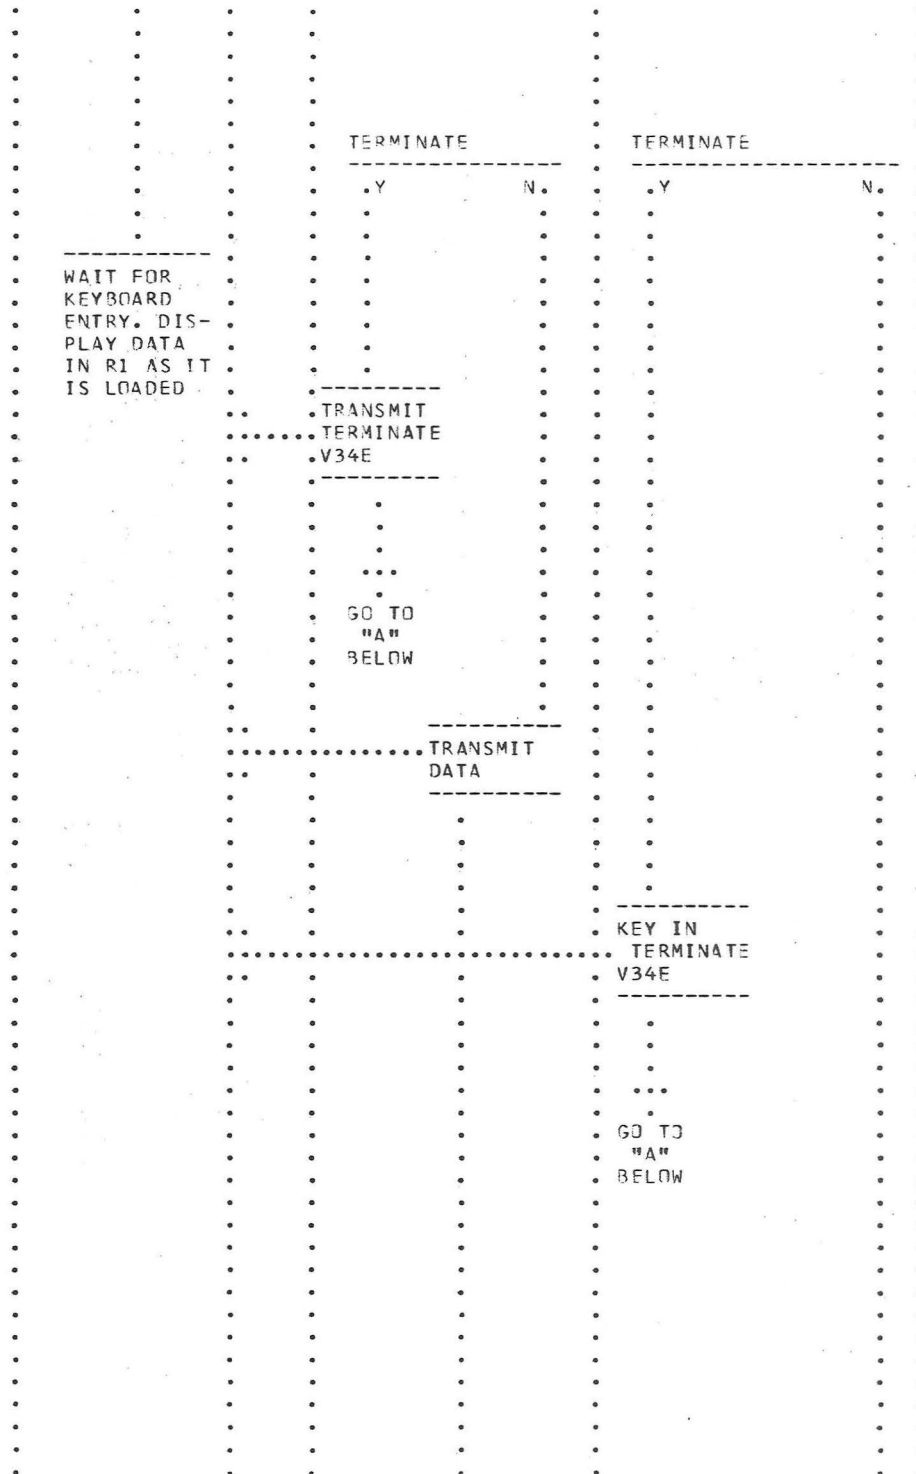 TERMINATE
TERMINATE
.Y N.
.Y N.
WAIT FOR
KEYBOARD
ENTRY. DIS-
PLAY DATA
IN R1 AS IT
IS LOADED
TRANSMIT
TERMINATE
V34E
GO TO
"A"
BELOW
TRANSMIT
DATA
KEY IN
TERMINATE
V34E
GO TO
"A"
BELOW